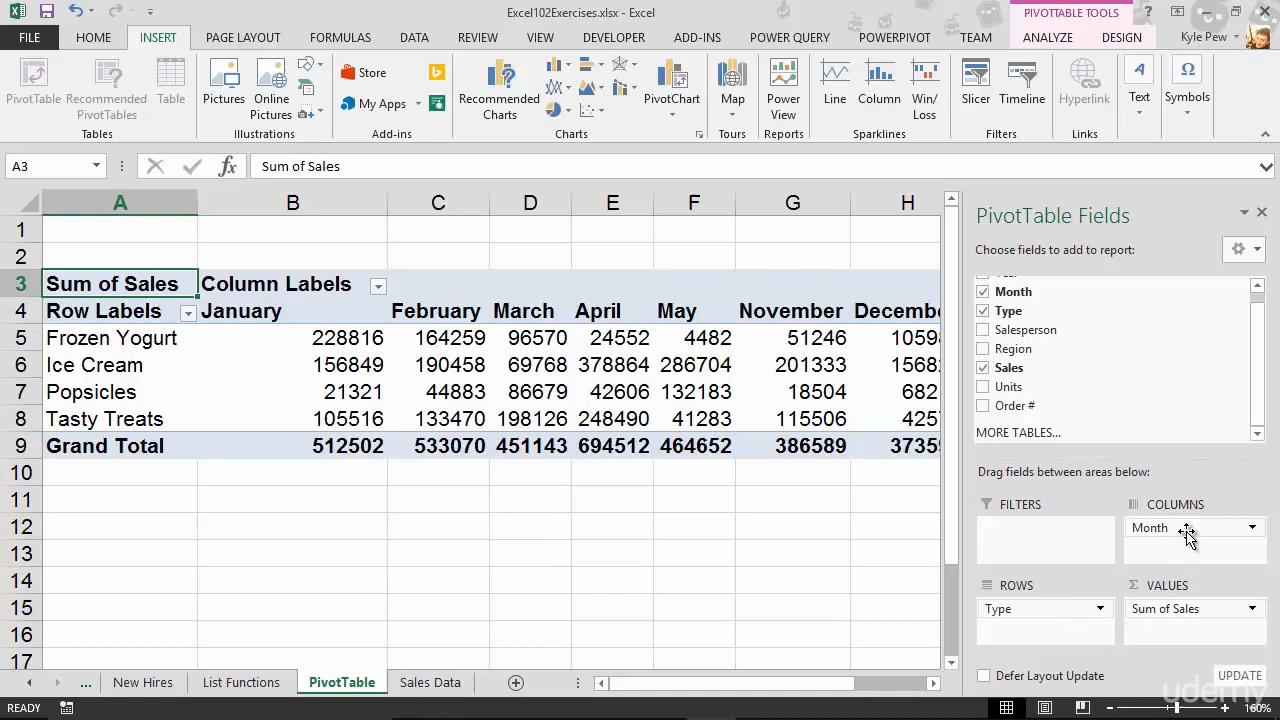 Excel102Exercises.xlsx - Excel
PIVOTTABLE TOOLS
FILE HOME INSERT PAGE LAYOUT FORMULAS DATA REVIEW VIEW DEVELOPER ADD-INS POWER QUERY POWERPIVOT TEAM ANALYZE DESIGN Kyle Pew
PivotTable Recommended PivotTables Table
Tables
Pictures Online Pictures
Illustrations
Store
My Apps
Add-ins
Recommended Charts
PivotChart
Charts
Map
Tours
Power View
Reports
Line Column Win/Loss
Sparklines
Slicer Timeline
Filters
Hyperlink
Links
A Text
Ω Symbols
A3 fx Sum of Sales
A B C D E F G H
1
2
3 Sum of Sales Column Labels
4 Row Labels January February March April May November Decemb
5 Frozen Yogurt 228816 164259 96570 24552 4482 51246 1059
6 Ice Cream 156849 190458 69768 378864 286704 201333 1568
7 Popsicles 21321 44883 86679 42606 132183 18504 682
8 Tasty Treats 105516 133470 198126 248490 41283 115506 425
9 Grand Total 512502 533070 451143 694512 464652 386589 3735
10
11
12
13
14
15
16
17
PivotTable Fields
Choose fields to add to report:
Month
Type
Salesperson
Region
Sales
Units
Order #
MORE TABLES...
Drag fields between areas below:
FILTERS COLUMNS
Month
ROWS Σ VALUES
Type Sum of Sales
Defer Layout Update UPDATE
... New Hires List Functions PivotTable Sales Data
udemy
READY 160%